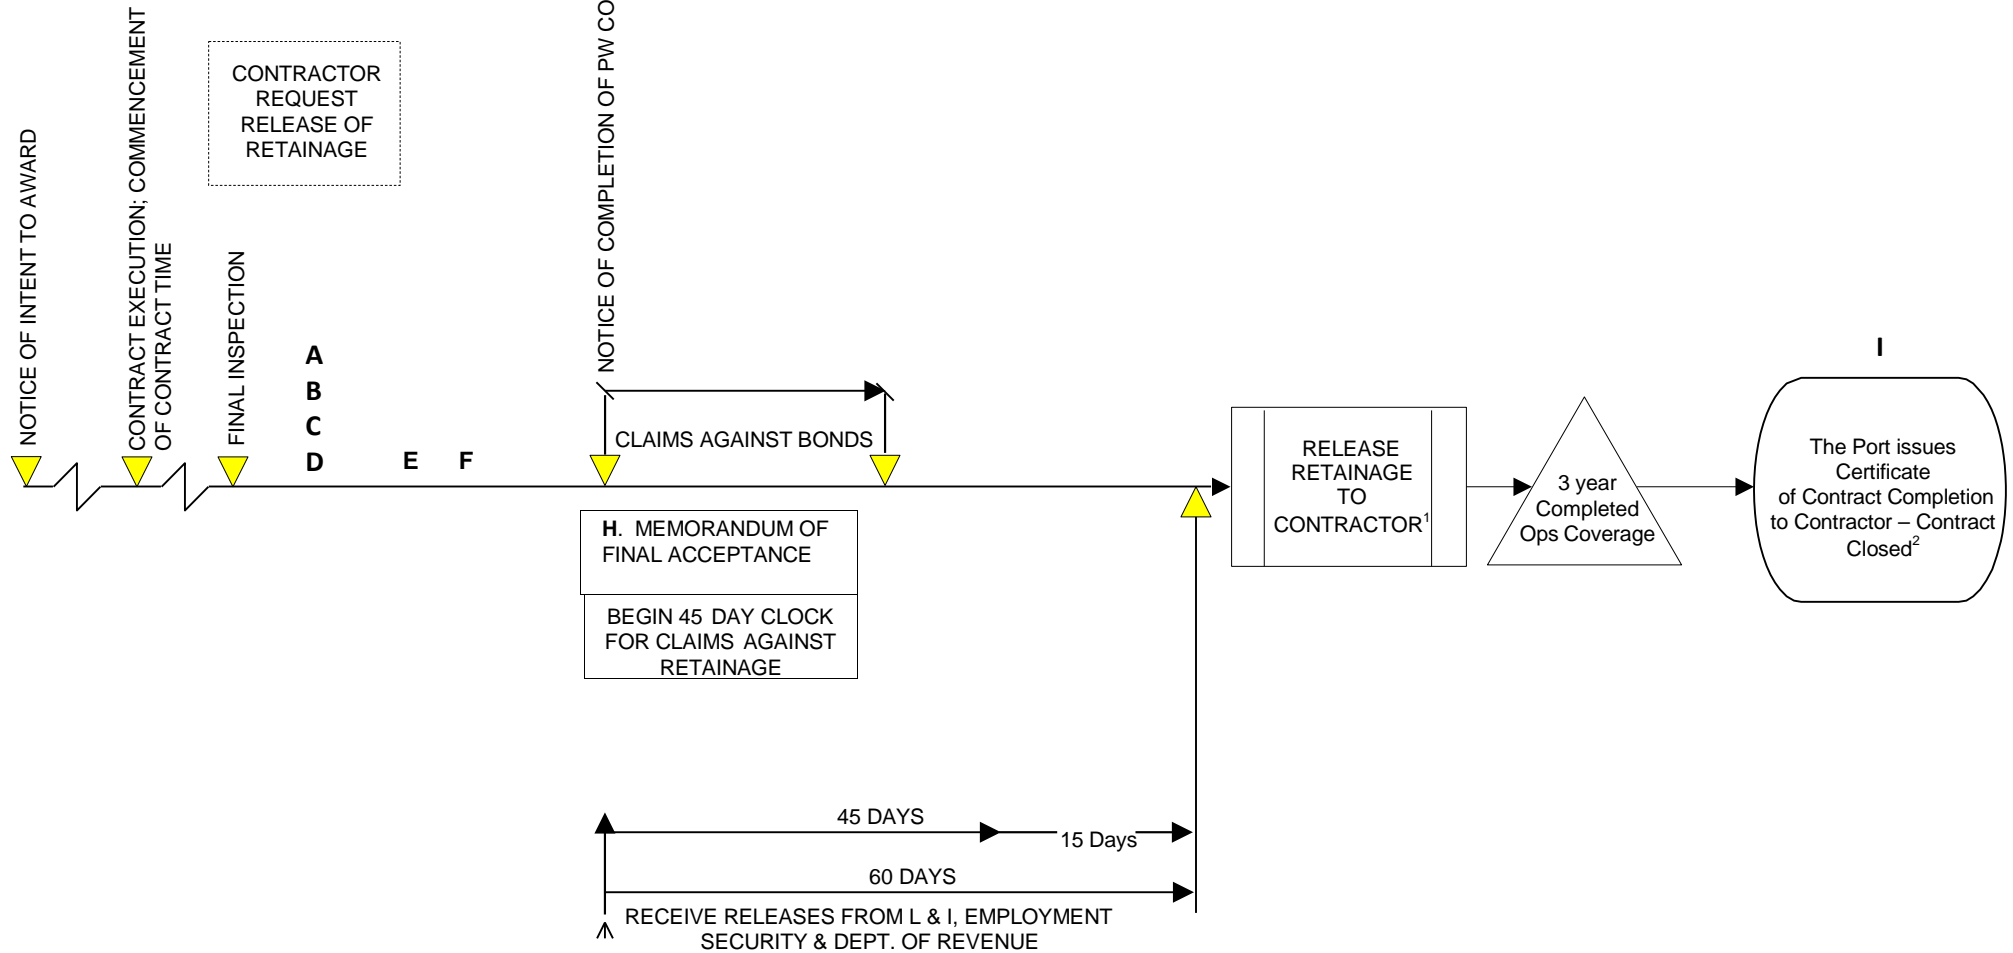 NOTICE OF INTENT TO AWARD
CONTRACT EXECUTION; COMMENCEMENT
OF CONTRACT TIME
CONTRACTOR
REQUEST
RELEASE OF
RETAINAGE
FINAL INSPECTION
A
B
C
D
E
F
NOTICE OF COMPLETION OF PW CO
CLAIMS AGAINST BONDS
H. MEMORANDUM OF
FINAL ACCEPTANCE
BEGIN 45 DAY CLOCK
FOR CLAIMS AGAINST
RETAINAGE
45 DAYS
15 Days
60 DAYS
RECEIVE RELEASES FROM L & I, EMPLOYMENT
SECURITY & DEPT. OF REVENUE
RELEASE
RETAINAGE
TO
CONTRACTOR¹
3 year
Completed
Ops Coverage
I
The Port issues
Certificate
of Contract Completion
to Contractor – Contract
Closed²